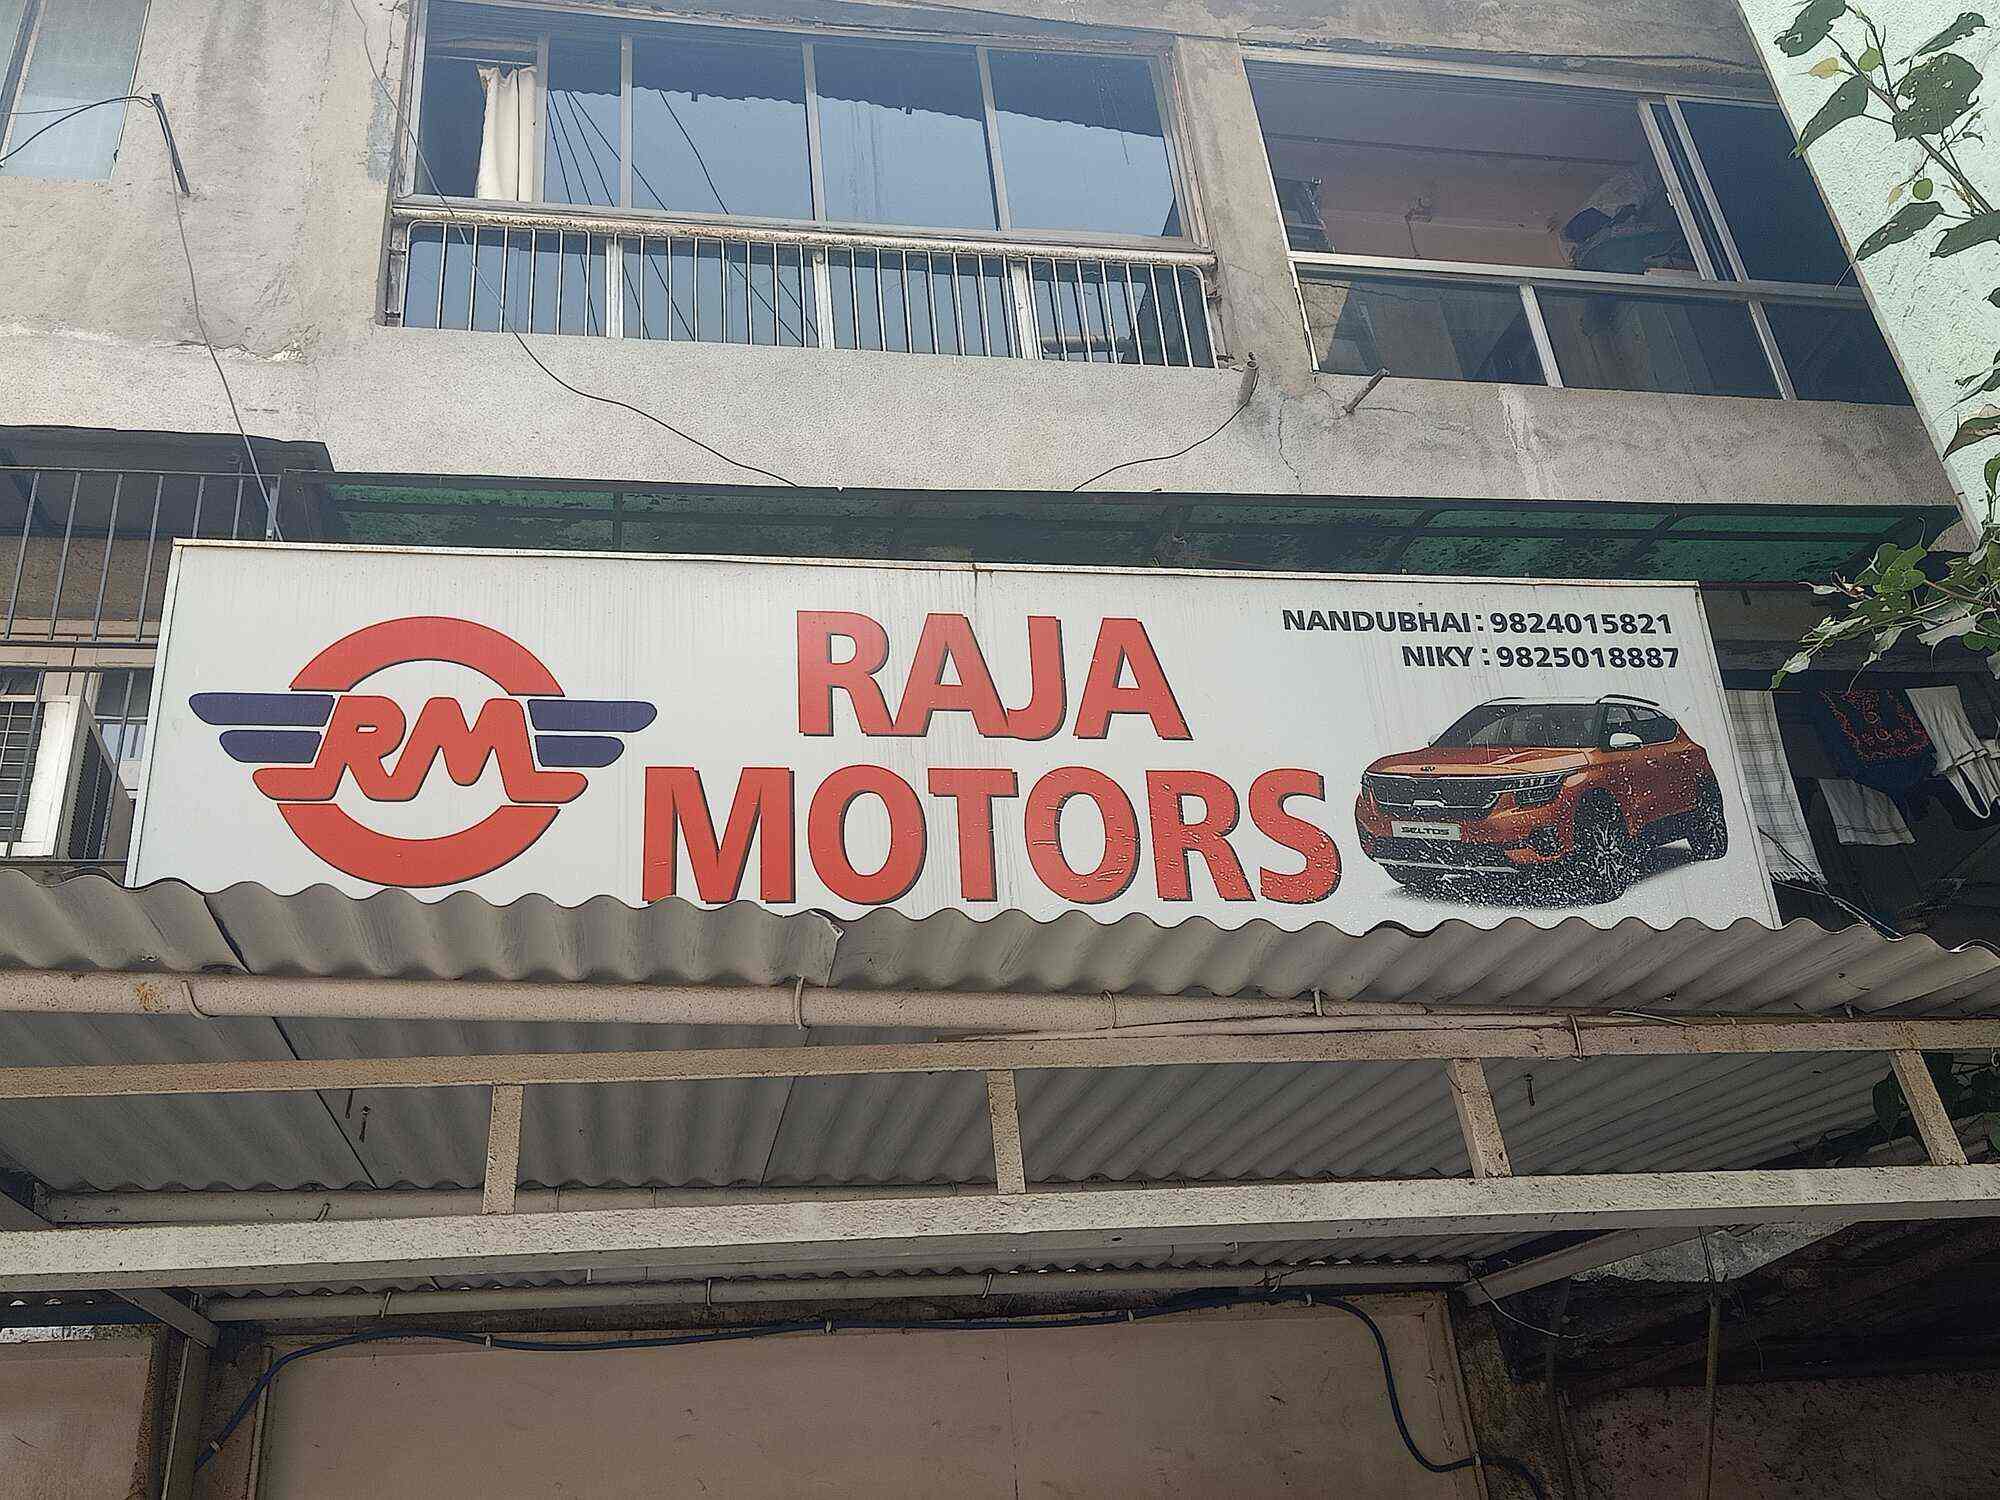 RM
RAJA
MOTORS
NANDUBHAI : 9824015821
NIKY : 9825018887
SELTOS